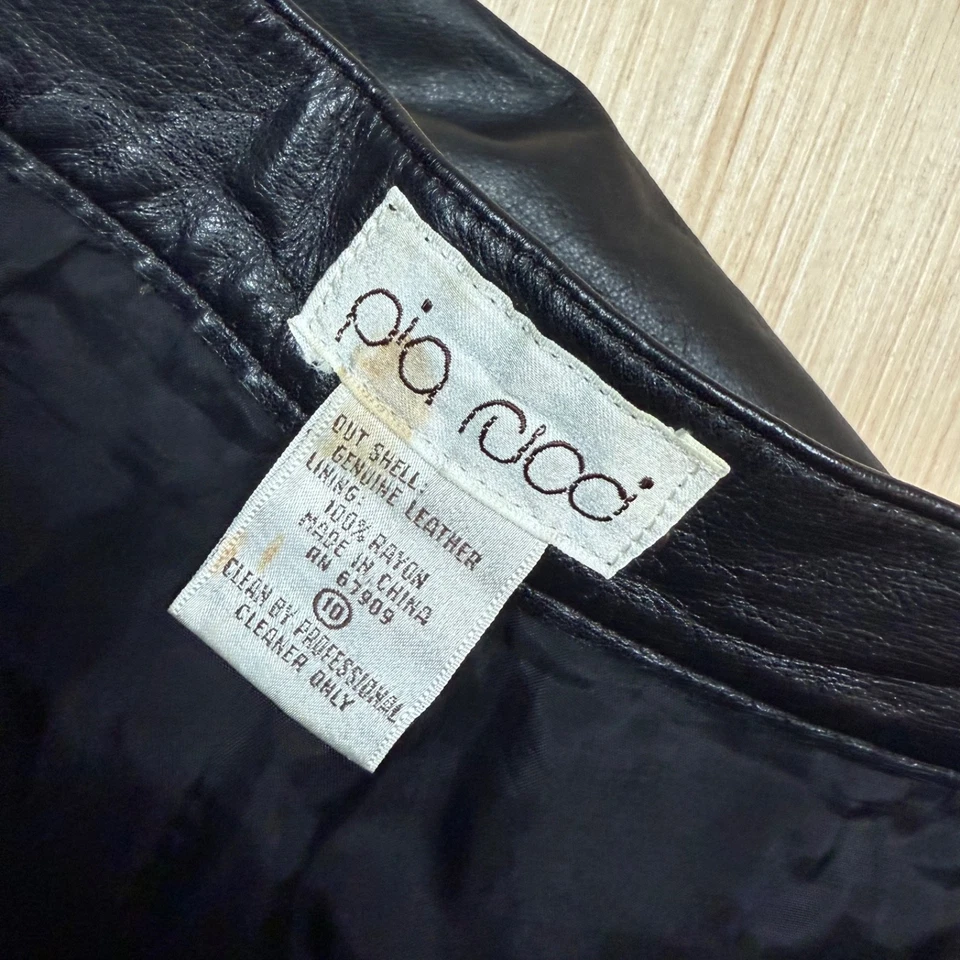 pia rucci
OUT SHELL:
GENUINE LEATHER
LINING
100% RAYON
MADE IN CHINA
RN 67909
10
CLEAN BY PROFESSIONAL
CLEANER ONLY